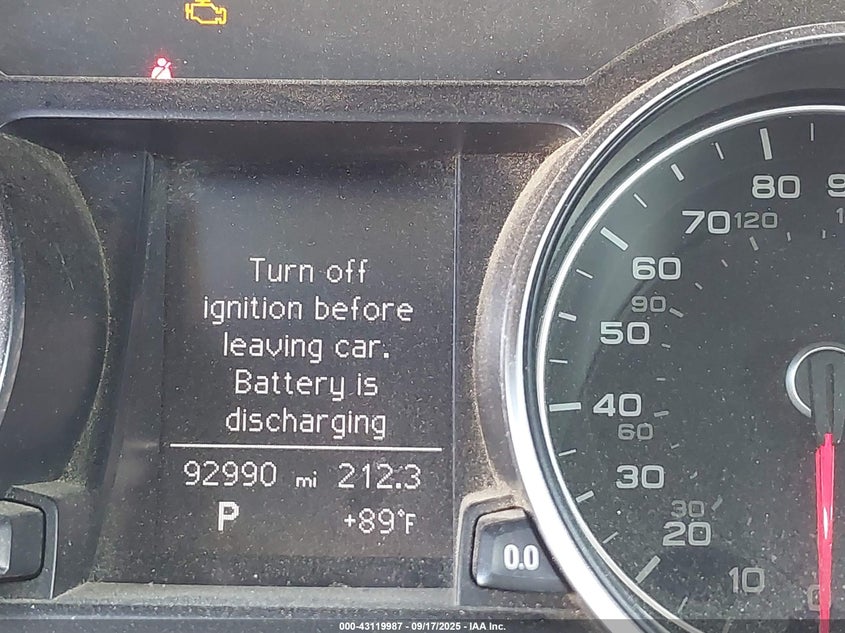 Turn off
ignition before
leaving car.
Battery is
discharging
92990 mi 212.3
P +89°F
0.0
80
70 120
60
90
50
40
60
30
30
20
10
000-43119987 - 09/17/2025 - IAA Inc.